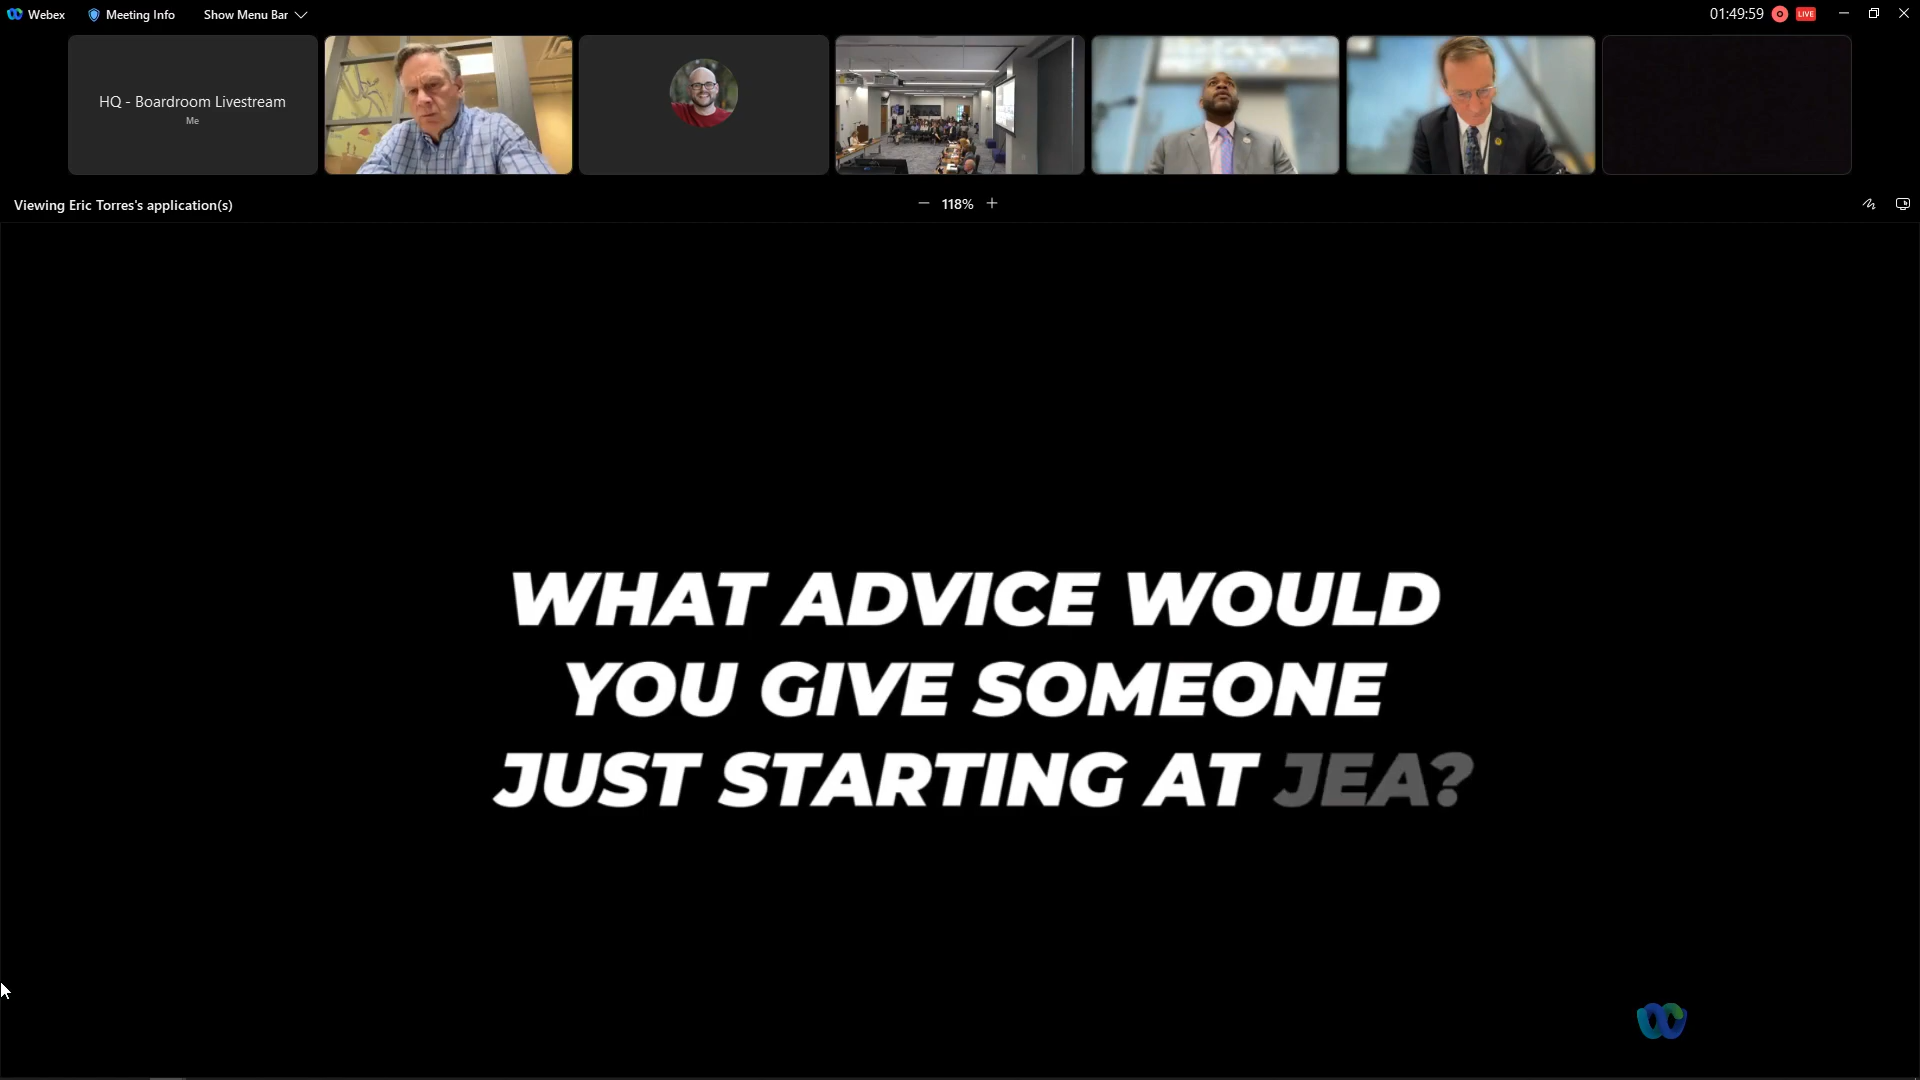 Webex
Meeting Info
Show Menu Bar
01:49:59
LIVE
HQ - Boardroom Livestream
Me
Viewing Eric Torres's application(s)
118%
WHAT ADVICE WOULD
YOU GIVE SOMEONE
JUST STARTING AT JEA?